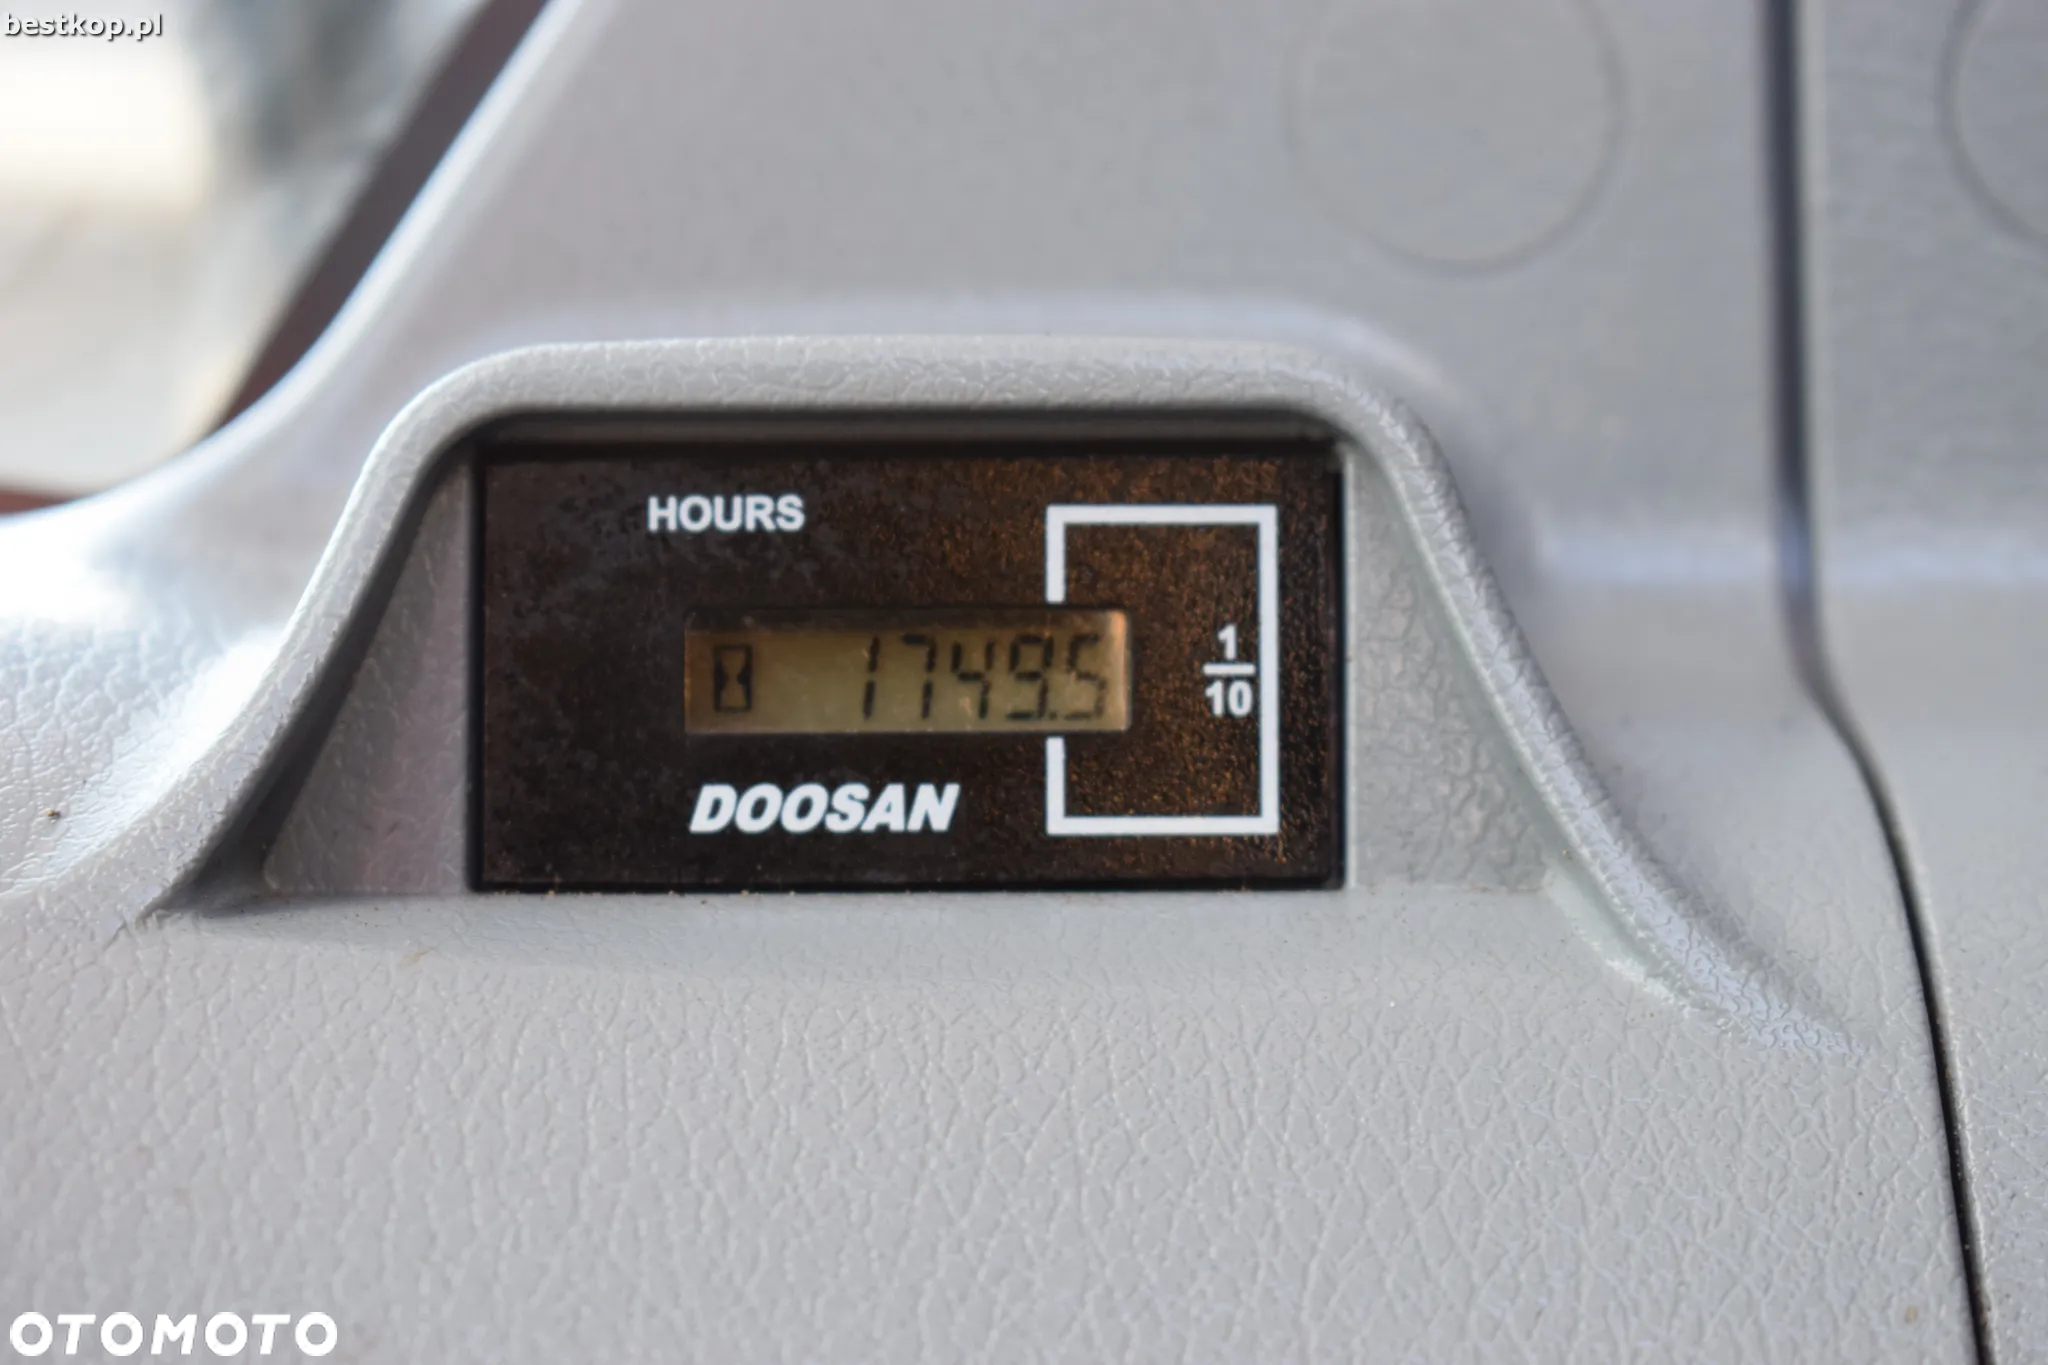 bestkop.pl
HOURS
1749.5
1
10
DOOSAN
OTOMOTO